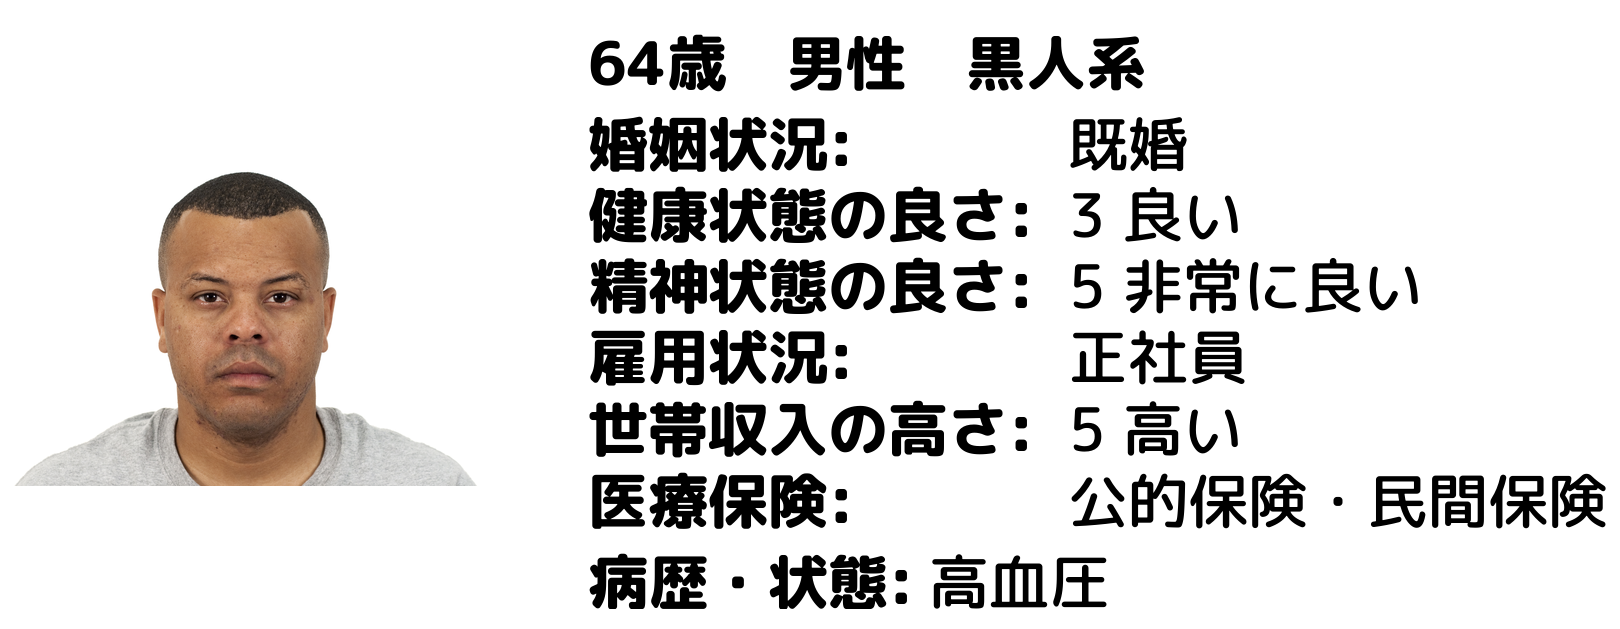 64歳　男性　黒人系
婚姻状況: 既婚
健康状態の良さ: 3 良い
精神状態の良さ: 5 非常に良い
雇用状況: 正社員
世帯収入の高さ: 5 高い
医療保険: 公的保険・民間保険
病歴・状態: 高血圧